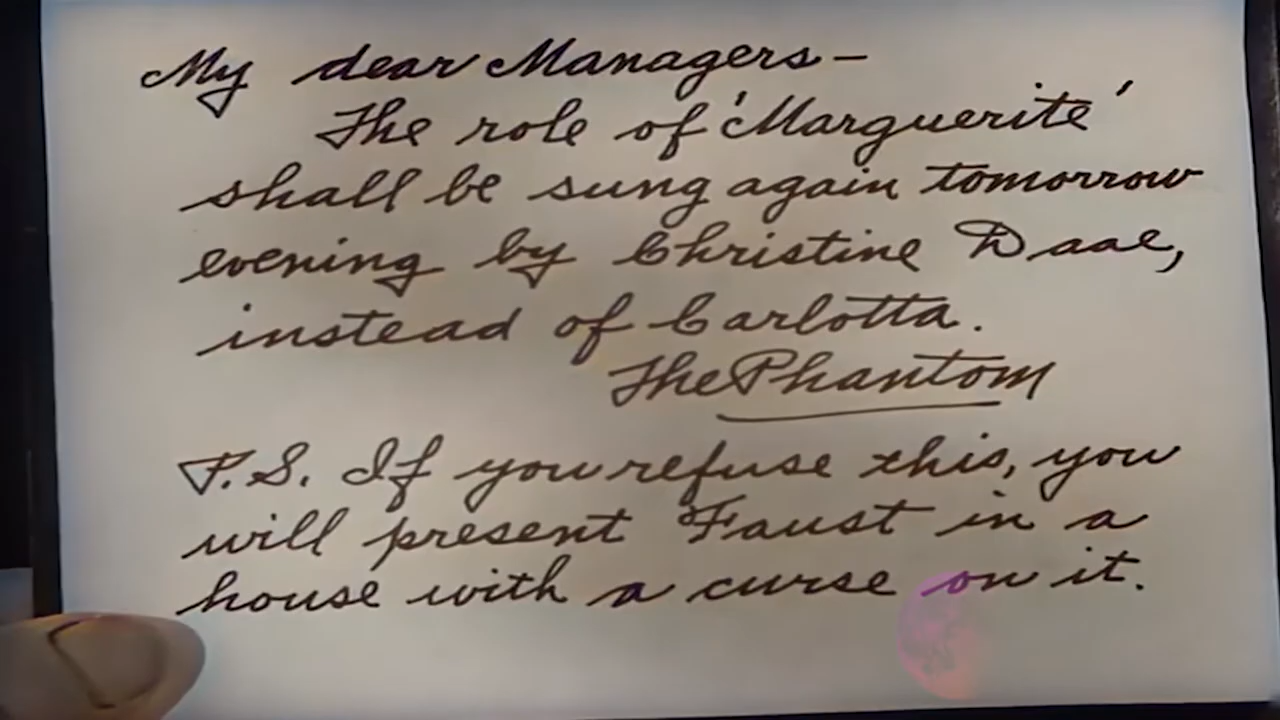 My dear Managers-
The role of 'Marguerite'
shall be sung again tomorrow
evening by Christine Daae,
instead of Carlotta.
The Phantom
P.S. If you refuse this, you
will present Faust in a
house with a curse on it.